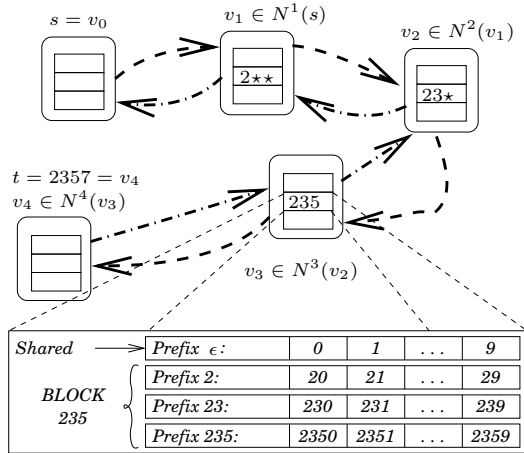 s = v₀
v₁ ∈ N¹(s)
v₂ ∈ N²(v₁)
2⋆⋆
23⋆
t = 2357 = v₄
v₄ ∈ N⁴(v₃)
235
v₃ ∈ N³(v₂)
Shared Prefix ϵ: 0 1 ... 9
BLOCK 235
Prefix 2: 20 21 ... 29
Prefix 23: 230 231 ... 239
Prefix 235: 2350 2351 ... 2359